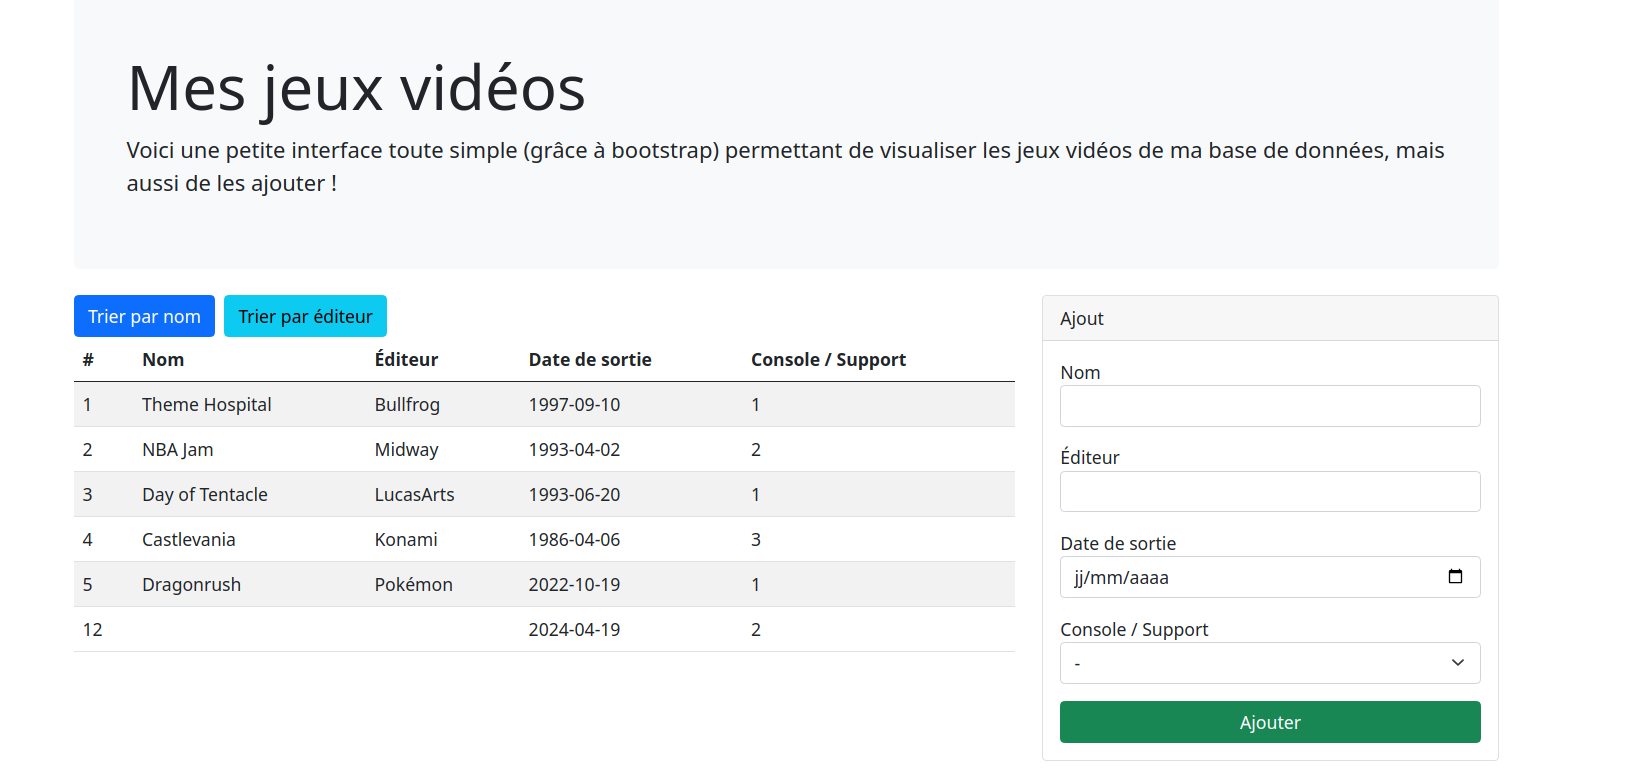 Mes jeux vidéos
Voici une petite interface toute simple (grâce à bootstrap) permettant de visualiser les jeux vidéos de ma base de données, mais
aussi de les ajouter !
Trier par nom Trier par éditeur
# Nom Éditeur Date de sortie Console / Support
1 Theme Hospital Bullfrog 1997-09-10 1
2 NBA Jam Midway 1993-04-02 2
3 Day of Tentacle LucasArts 1993-06-20 1
4 Castlevania Konami 1986-04-06 3
5 Dragonrush Pokémon 2022-10-19 1
12 2024-04-19 2
Ajout
Nom
Éditeur
Date de sortie
jj/mm/aaaa
Console / Support
-
Ajouter